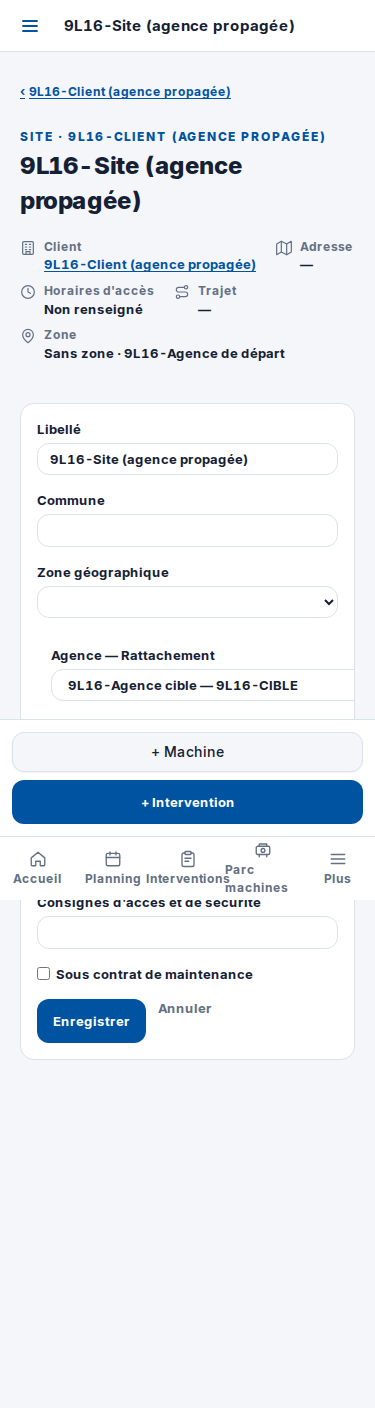 9L16-Site (agence propagée)
‹ 9L16-Client (agence propagée)
SITE · 9L16-CLIENT (AGENCE PROPAGÉE)
9L16-Site (agence
propagée)
Client
9L16-Client (agence propagée)
Adresse
—
Horaires d'accès
Non renseigné
Trajet
—
Zone
Sans zone · 9L16-Agence de départ
Libellé
9L16-Site (agence propagée)
Commune
Zone géographique
Agence — Rattachement
9L16-Agence cible — 9L16-CIBLE
+ Machine
+ Intervention
Accueil
Planning
Interventions
Parc
machines
Plus
Consignes d'accès et de sécurité
Sous contrat de maintenance
Enregistrer
Annuler